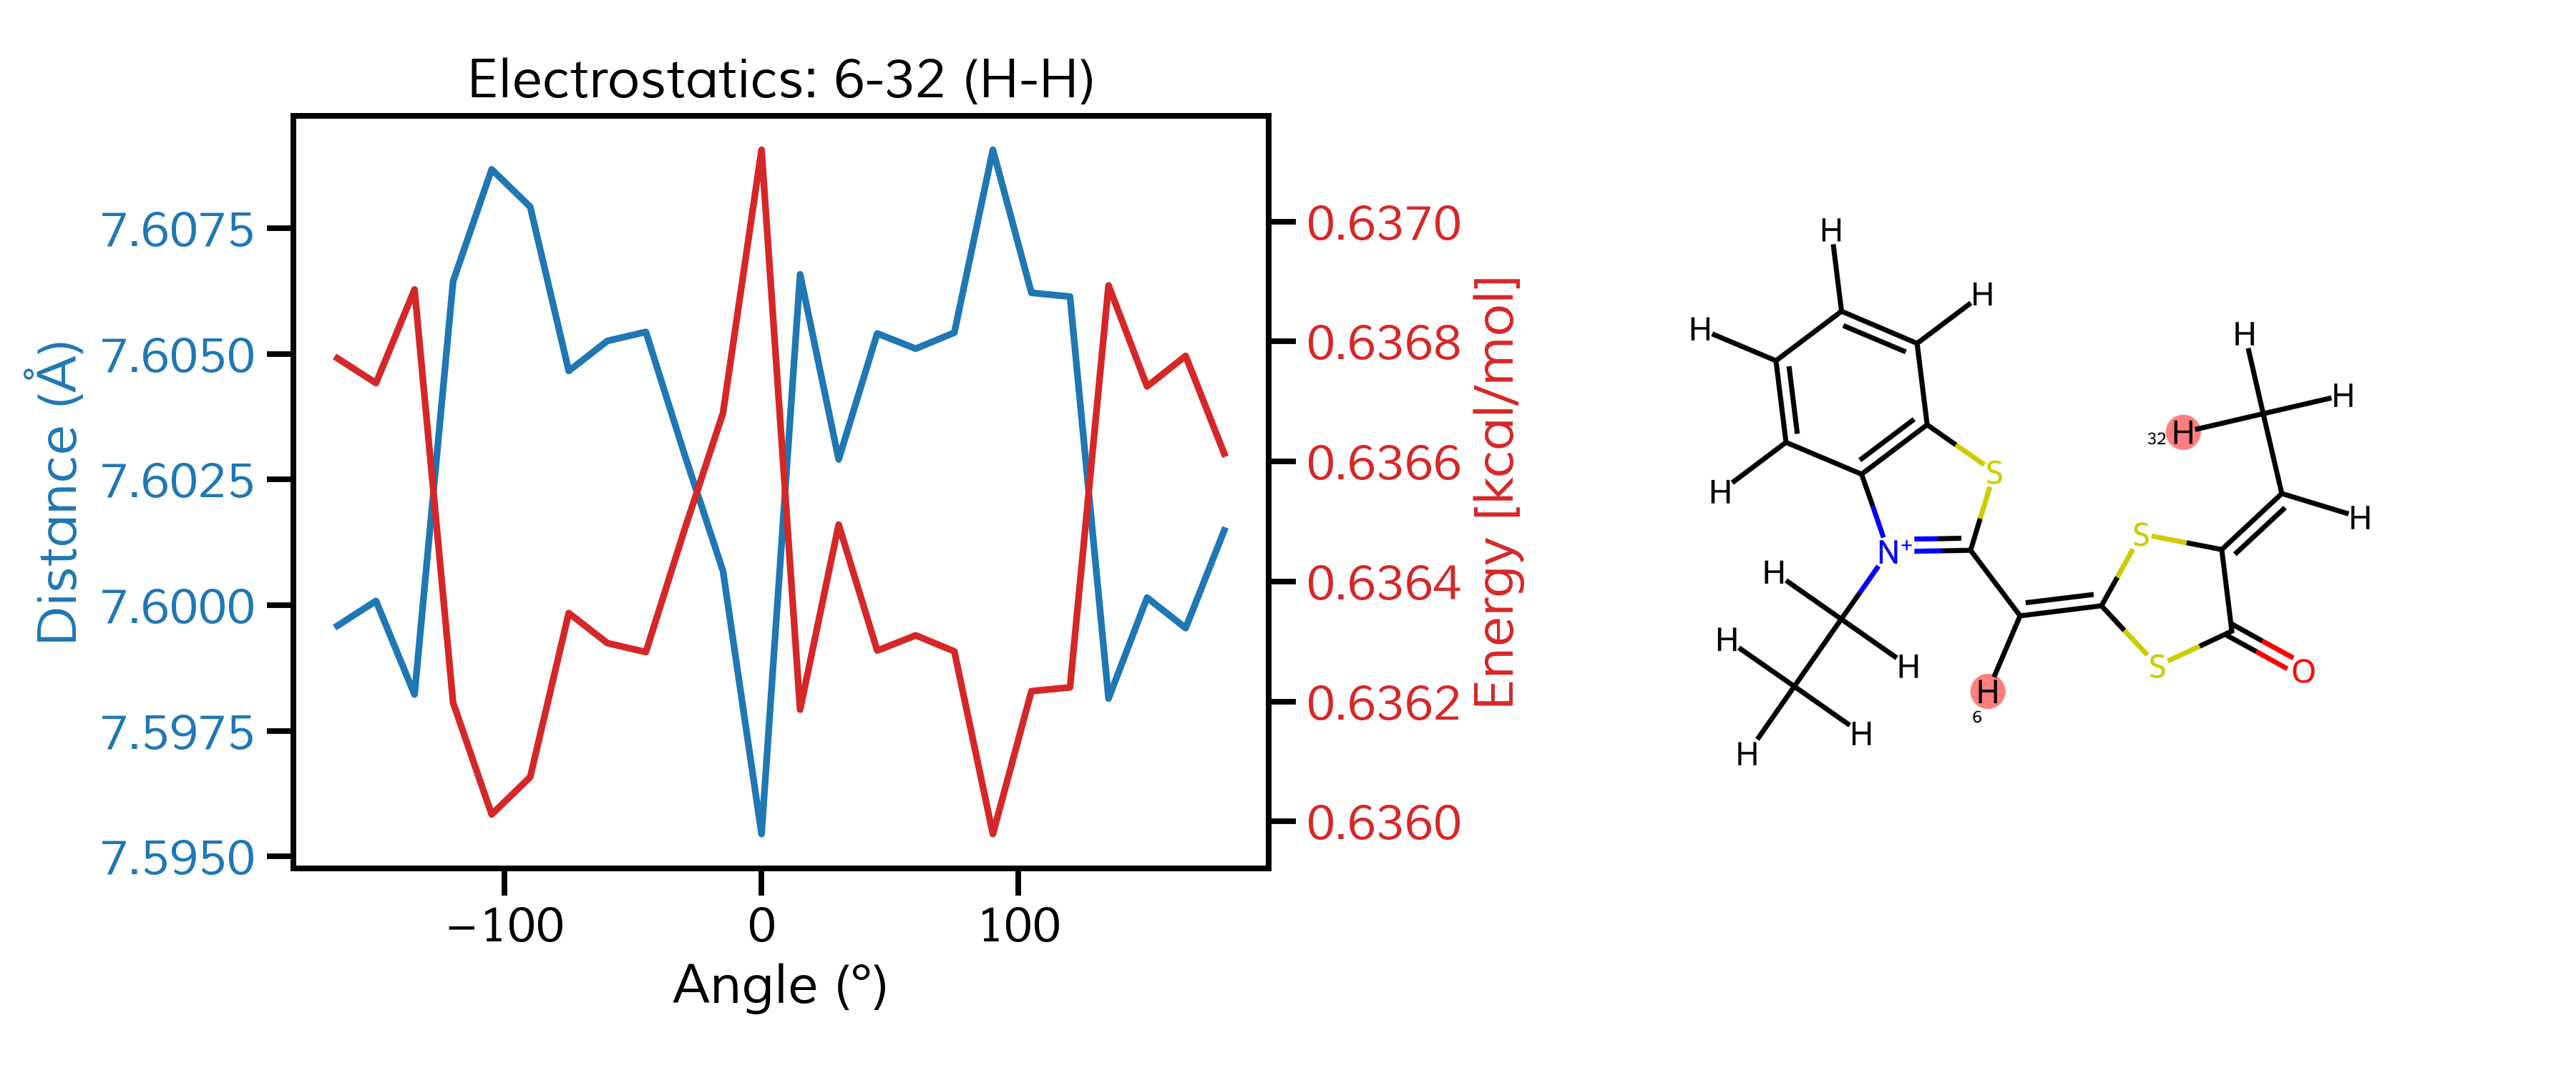 Electrostatics: 6-32 (H-H)
Distance (Å)
7.6075
7.6050
7.6025
7.6000
7.5975
7.5950
−100
0
100
Angle (°)
0.6370
0.6368
0.6366
0.6364
0.6362
0.6360
Energy [kcal/mol]
H
H
H
H
H
H
32 H
S
H
S
N+
H
H
H
S
O
H
6
H
H